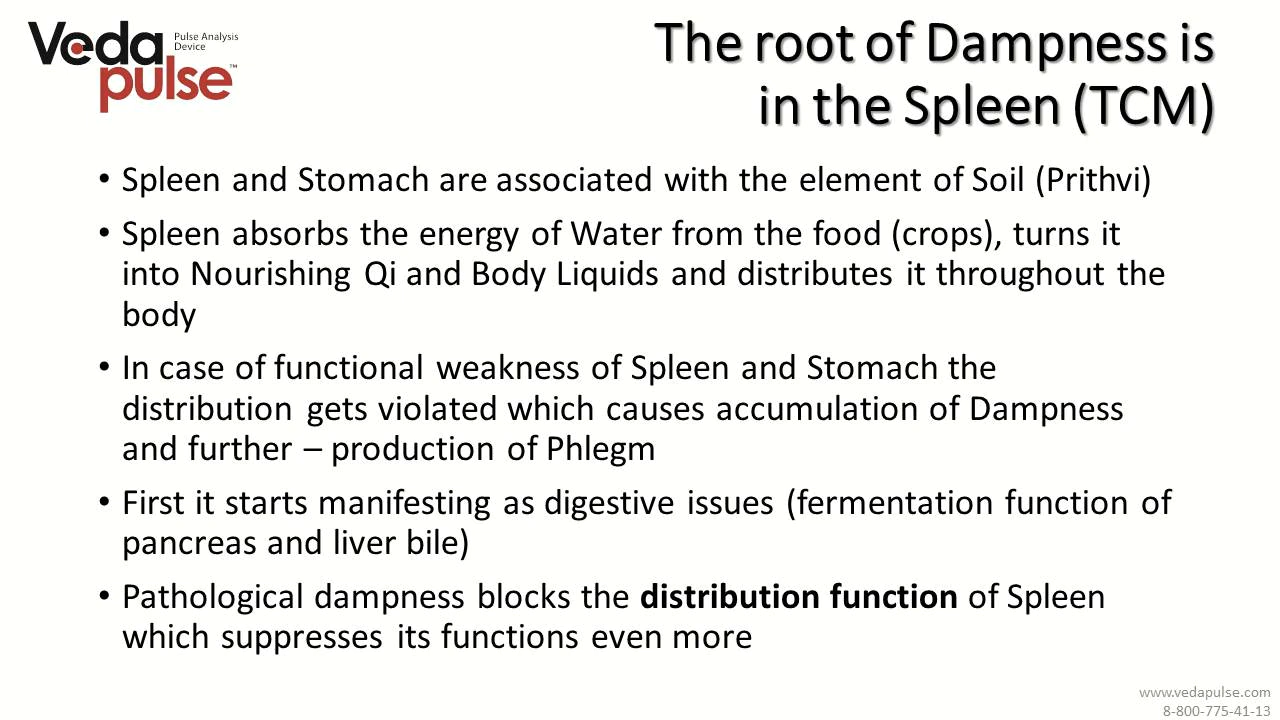 Veda
pulse™
Pulse Analysis
Device
The root of Dampness is
in the Spleen (TCM)
• Spleen and Stomach are associated with the element of Soil (Prithvi)
• Spleen absorbs the energy of Water from the food (crops), turns it
into Nourishing Qi and Body Liquids and distributes it throughout the
body
• In case of functional weakness of Spleen and Stomach the
distribution gets violated which causes accumulation of Dampness
and further – production of Phlegm
• First it starts manifesting as digestive issues (fermentation function of
pancreas and liver bile)
• Pathological dampness blocks the distribution function of Spleen
which suppresses its functions even more
www.vedapulse.com
8-800-775-41-13